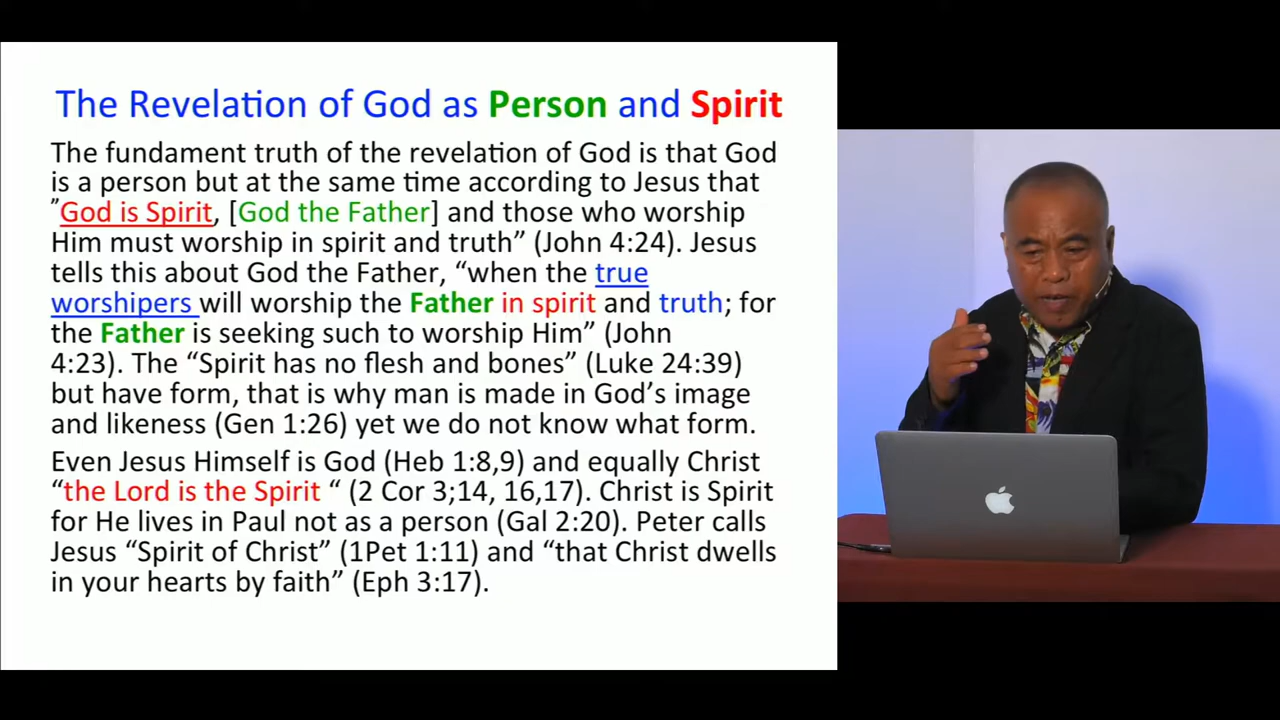 The Revelation of God as Person and Spirit
The fundament truth of the revelation of God is that God
is a person but at the same time according to Jesus that
”God is Spirit, [God the Father] and those who worship
Him must worship in spirit and truth” (John 4:24). Jesus
tells this about God the Father, “when the true
worshipers will worship the Father in spirit and truth; for
the Father is seeking such to worship Him” (John
4:23). The “Spirit has no flesh and bones” (Luke 24:39)
but have form, that is why man is made in God’s image
and likeness (Gen 1:26) yet we do not know what form.
Even Jesus Himself is God (Heb 1:8,9) and equally Christ
“the Lord is the Spirit “ (2 Cor 3;14, 16,17). Christ is Spirit
for He lives in Paul not as a person (Gal 2:20). Peter calls
Jesus “Spirit of Christ” (1Pet 1:11) and “that Christ dwells
in your hearts by faith” (Eph 3:17).